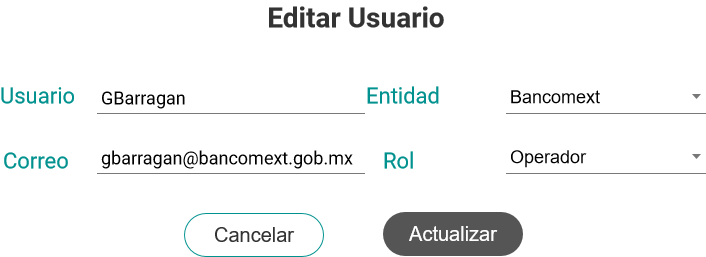 Editar Usuario
Usuario GBarragan Entidad Bancomext
Correo gbarragan@bancomext.gob.mx Rol Operador
Cancelar Actualizar